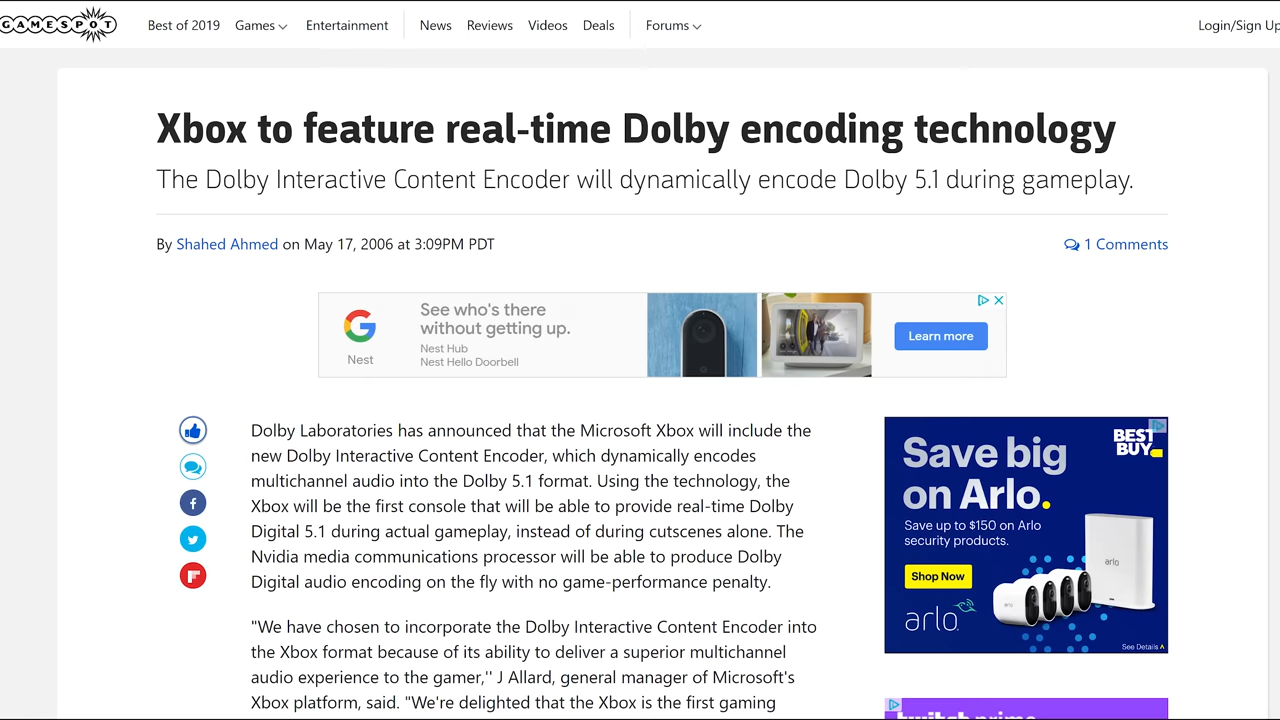 GAMESPOT
Best of 2019 Games Entertainment News Reviews Videos Deals Forums Login/Sign Up
Xbox to feature real-time Dolby encoding technology
The Dolby Interactive Content Encoder will dynamically encode Dolby 5.1 during gameplay.
By Shahed Ahmed on May 17, 2006 at 3:09PM PDT
1 Comments
Nest
See who's there
without getting up.
Nest Hub
Nest Hello Doorbell
Learn more
Dolby Laboratories has announced that the Microsoft Xbox will include the
new Dolby Interactive Content Encoder, which dynamically encodes
multichannel audio into the Dolby 5.1 format. Using the technology, the
Xbox will be the first console that will be able to provide real-time Dolby
Digital 5.1 during actual gameplay, instead of during cutscenes alone. The
Nvidia media communications processor will be able to produce Dolby
Digital audio encoding on the fly with no game-performance penalty.
"We have chosen to incorporate the Dolby Interactive Content Encoder into
the Xbox format because of its ability to deliver a superior multichannel
audio experience to the gamer,'' J Allard, general manager of Microsoft's
Xbox platform, said. "We're delighted that the Xbox is the first gaming
BEST
BUY
Save big
on Arlo.
Save up to $150 on Arlo
security products.
Shop Now
arlo
arlo
See Details
twitch prime